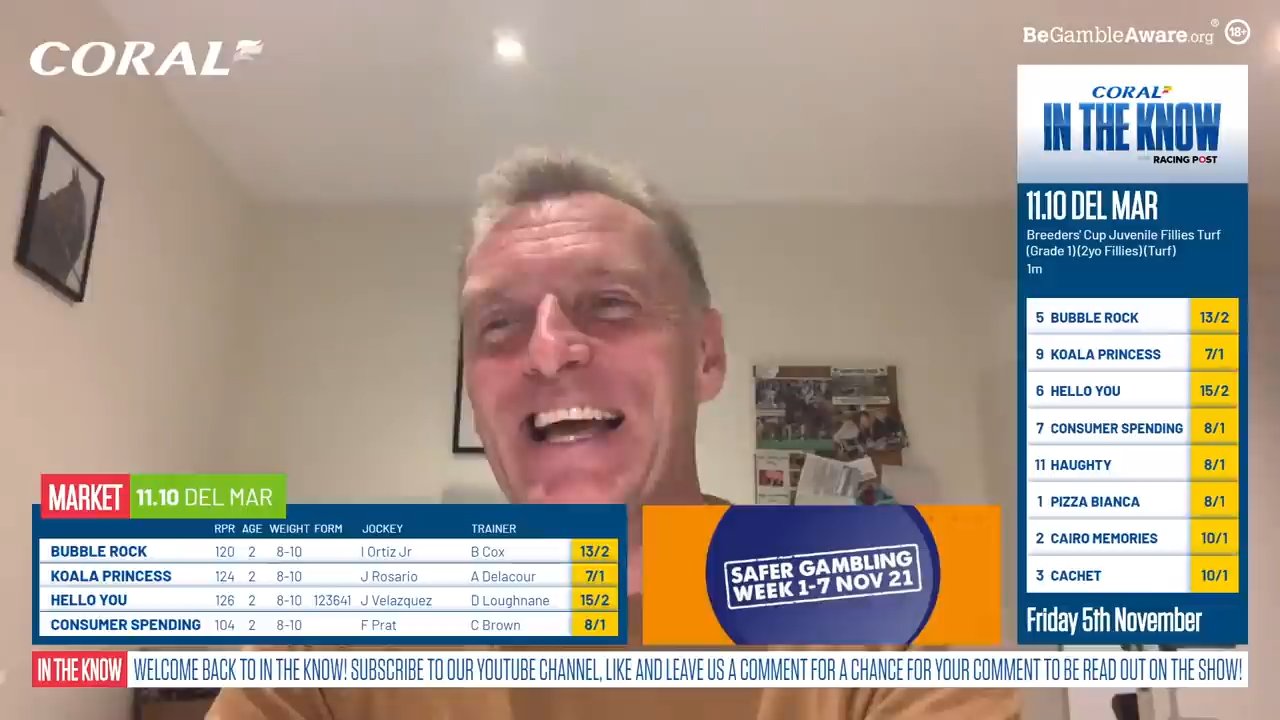 CORAL
BeGambleAware.org® 18+
CORAL
IN THE KNOW
RACING POST
11.10 DEL MAR
Breeders' Cup Juvenile Fillies Turf
(Grade 1)(2yo Fillies)(Turf)
1m
5 BUBBLE ROCK 13/2
9 KOALA PRINCESS 7/1
6 HELLO YOU 15/2
7 CONSUMER SPENDING 8/1
11 HAUGHTY 8/1
1 PIZZA BIANCA 8/1
2 CAIRO MEMORIES 10/1
3 CACHET 10/1
Friday 5th November
MARKET 11.10 DEL MAR
RPR AGE WEIGHT FORM JOCKEY TRAINER
BUBBLE ROCK 120 2 8-10 I Ortiz Jr B Cox 13/2
KOALA PRINCESS 124 2 8-10 J Rosario A Delacour 7/1
HELLO YOU 126 2 8-10 123641 J Velazquez D Loughnane 15/2
CONSUMER SPENDING 104 2 8-10 F Prat C Brown 8/1
SAFER GAMBLING
WEEK 1-7 NOV 21
IN THE KNOW WELCOME BACK TO IN THE KNOW! SUBSCRIBE TO OUR YOUTUBE CHANNEL, LIKE AND LEAVE US A COMMENT FOR A CHANCE FOR YOUR COMMENT TO BE READ OUT ON THE SHOW!